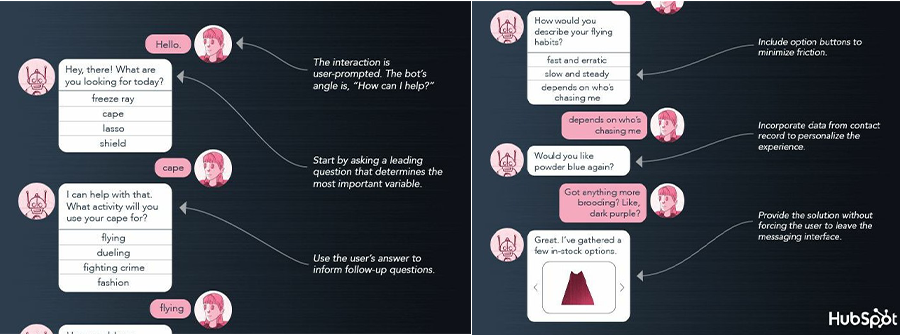 Hello.
The interaction is
user-prompted. The bot's
angle is, "How can I help?"
Hey, there! What are
you looking for today?
freeze ray
cape
lasso
shield
Start by asking a leading
question that determines the
most important variable.
cape
I can help with that.
What activity will you
use your cape for?
flying
dueling
fighting crime
fashion
Use the user's answer to
inform follow-up questions.
flying
How would you
describe your flying
habits?
fast and erratic
slow and steady
depends on who's
chasing me
Include option buttons to
minimize friction.
depends on who's
chasing me
Would you like
powder blue again?
Incorporate data from contact
record to personalize the
experience.
Got anything more
broocing? Like,
dark purple?
Great. I've gathered a
few in-stock options.
Provide the solution without
forcing the user to leave the
messaging interface.
HubSpot